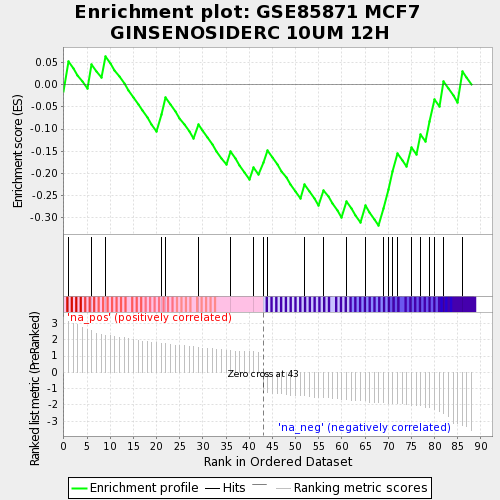 Enrichment plot: GSE85871 MCF7
GINSENOSIDERC 10UM 12H
Enrichment score (ES)
0.05
0.00
-0.05
-0.10
-0.15
-0.20
-0.25
-0.30
'na_pos' (positively correlated)
Ranked list metric (PreRanked)
3
2
1
0
-1
-2
-3
Zero cross at 43
'na_neg' (negatively correlated)
0 5 10 15 20 25 30 35 40 45 50 55 60 65 70 75 80 85 90
Rank in Ordered Dataset
Enrichment profile Hits Ranking metric scores